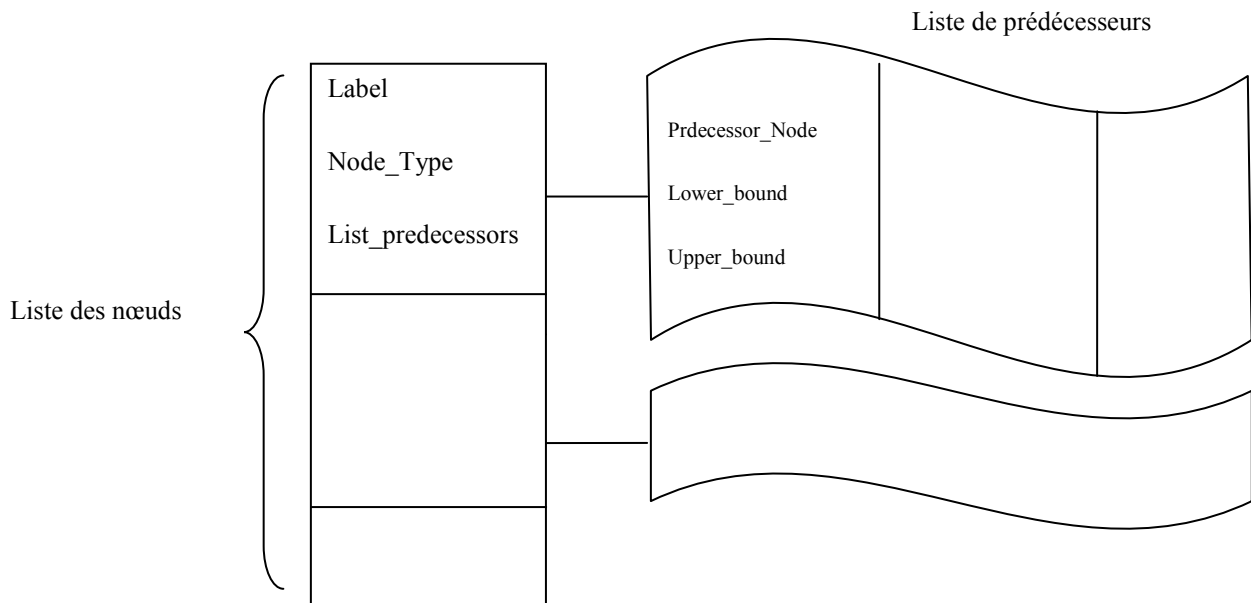 Liste de prédécesseurs
Label
Node_Type
List_predecessors
Prdecessor_Node
Lower_bound
Upper_bound
Liste des nœuds